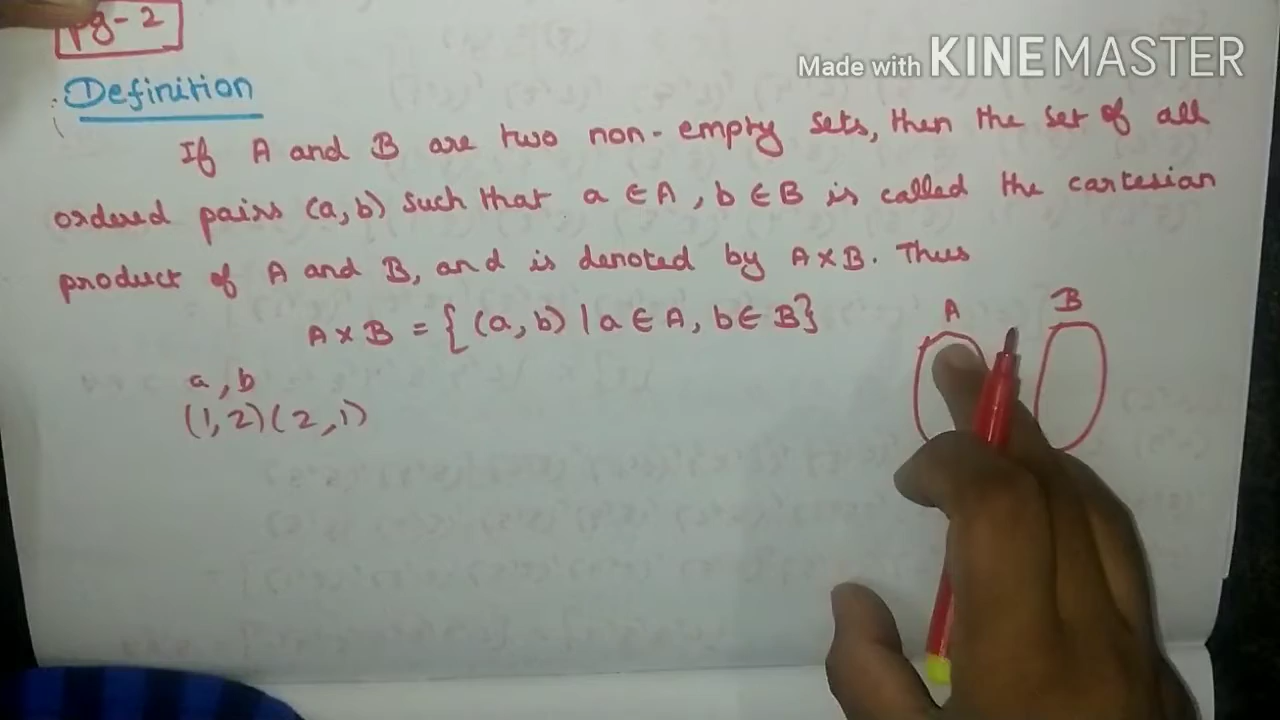 pg-2
Made with KINEMASTER
Definition
If A and B are two non-empty sets, then the set of all
ordered pairs (a,b) such that a ∈ A, b ∈ B is called the cartesian
product of A and B, and is denoted by A×B. Thus
A × B = { (a, b) | a ∈ A, b ∈ B}
A B
a, b
(1,2) (2,1)